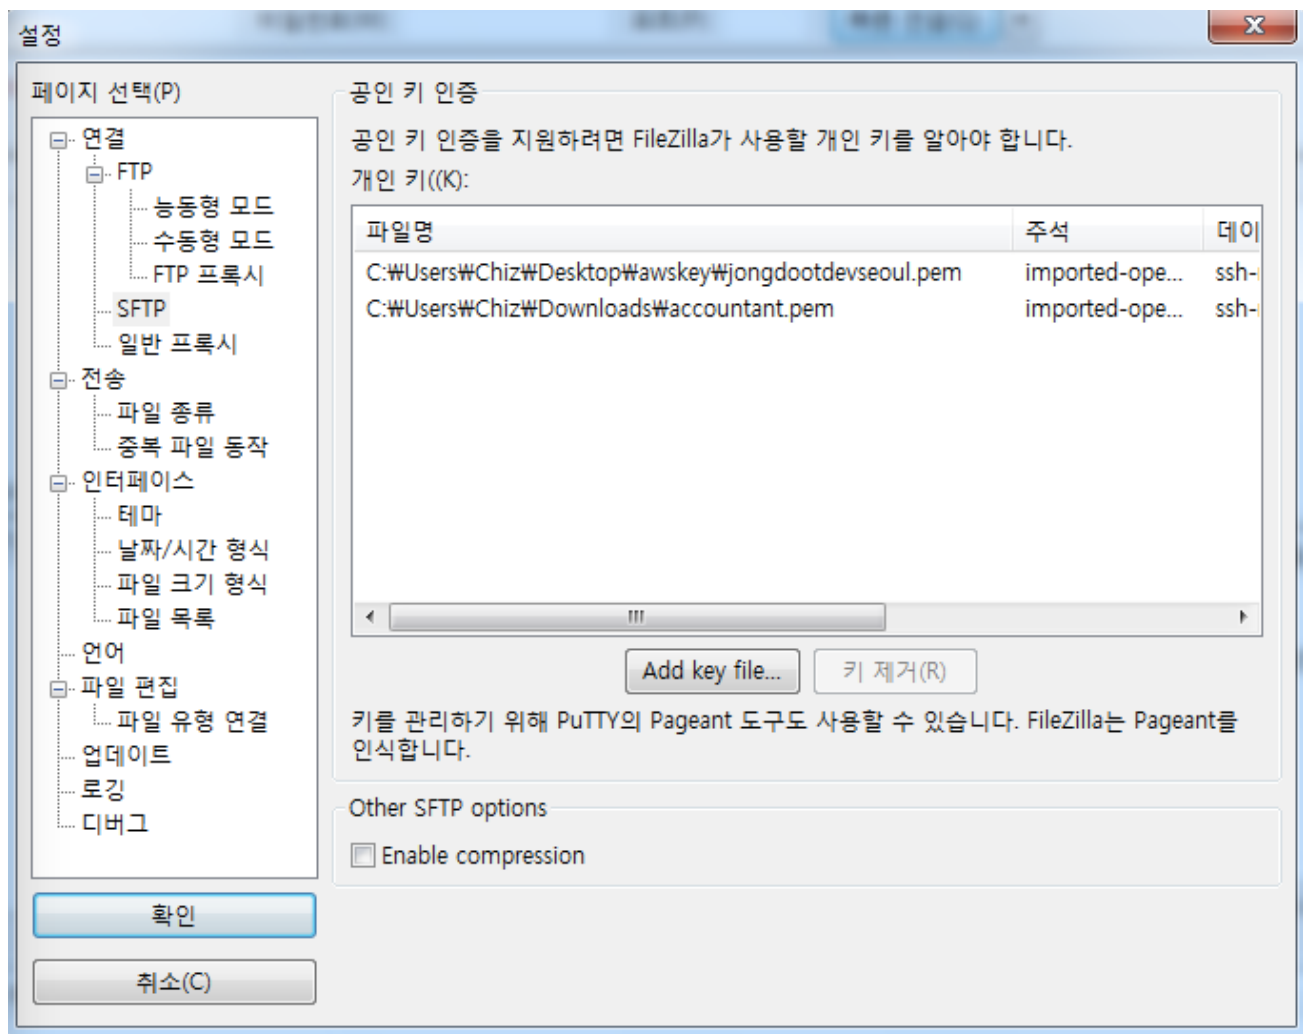 설정
페이지 선택(P)
연결
FTP
능동형 모드
수동형 모드
FTP 프록시
SFTP
일반 프록시
전송
파일 종류
중복 파일 동작
인터페이스
테마
날짜/시간 형식
파일 크기 형식
파일 목록
언어
파일 편집
파일 유형 연결
업데이트
로깅
디버그
확인
취소(C)
공인 키 인증
공인 키 인증을 지원하려면 FileZilla가 사용할 개인 키를 알아야 합니다.
개인 키((K):
파일명 주석 데이
C:₩Users₩Chiz₩Desktop₩awskey₩jongdootdevseoul.pem imported-ope... ssh-
C:₩Users₩Chiz₩Downloads₩accountant.pem imported-ope... ssh-
Add key file... 키 제거(R)
키를 관리하기 위해 PuTTY의 Pageant 도구도 사용할 수 있습니다. FileZilla는 Pageant를
인식합니다.
Other SFTP options
Enable compression